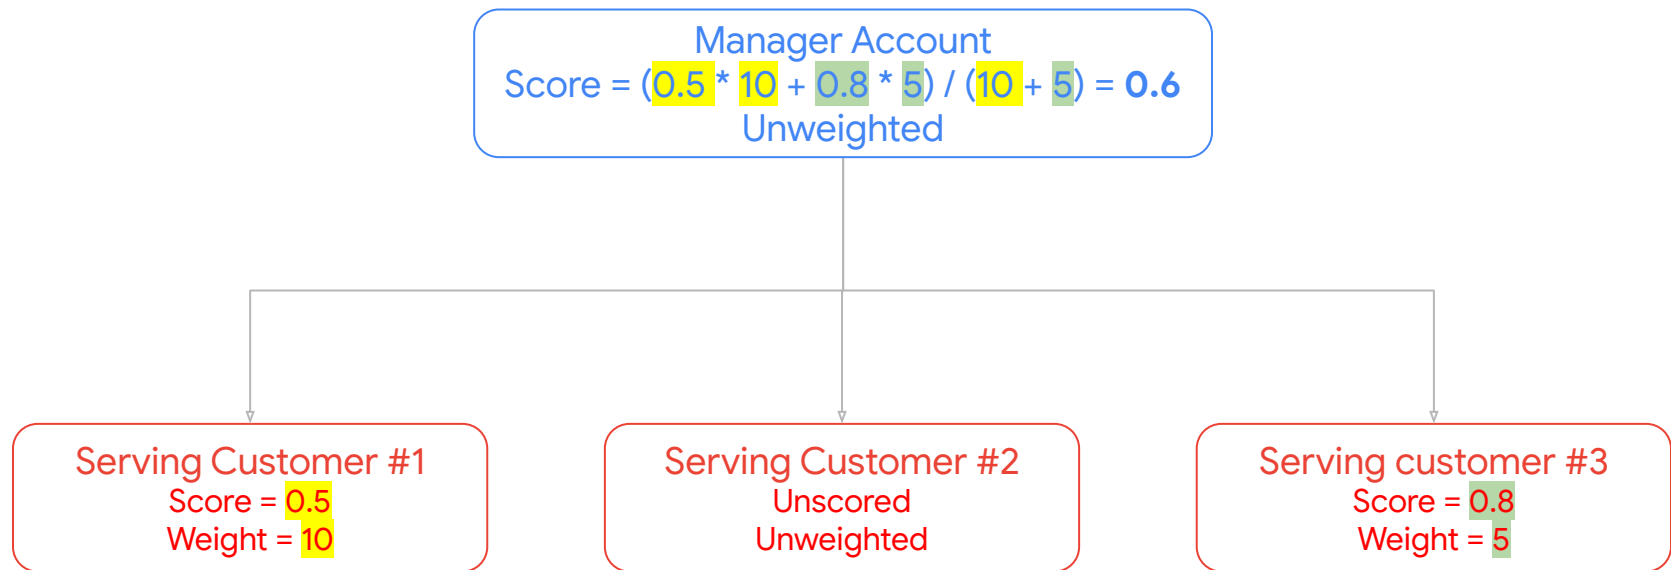 Manager Account
Score = (0.5 * 10 + 0.8 * 5) / (10 + 5) = 0.6
Unweighted
Serving Customer #1
Score = 0.5
Weight = 10
Serving Customer #2
Unscored
Unweighted
Serving customer #3
Score = 0.8
Weight = 5